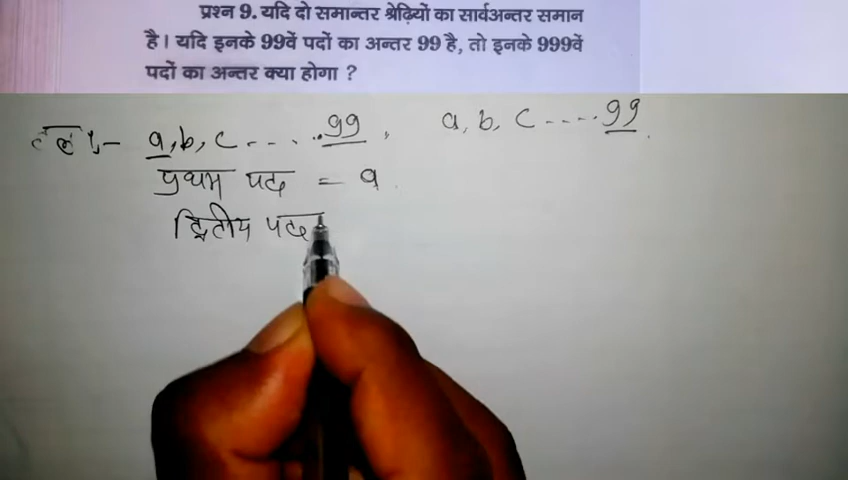 प्रश्न 9. यदि दो समान्तर श्रेढ़ियों का सार्वअन्तर समान
है। यदि इनके 99वें पदों का अन्तर 99 है, तो इनके 999वें
पदों का अन्तर क्या होगा ?
हल :- a, b, c - - - . . 99 , a, b, c - - - - 99 .
प्रथम पद = a
द्वितीय पद